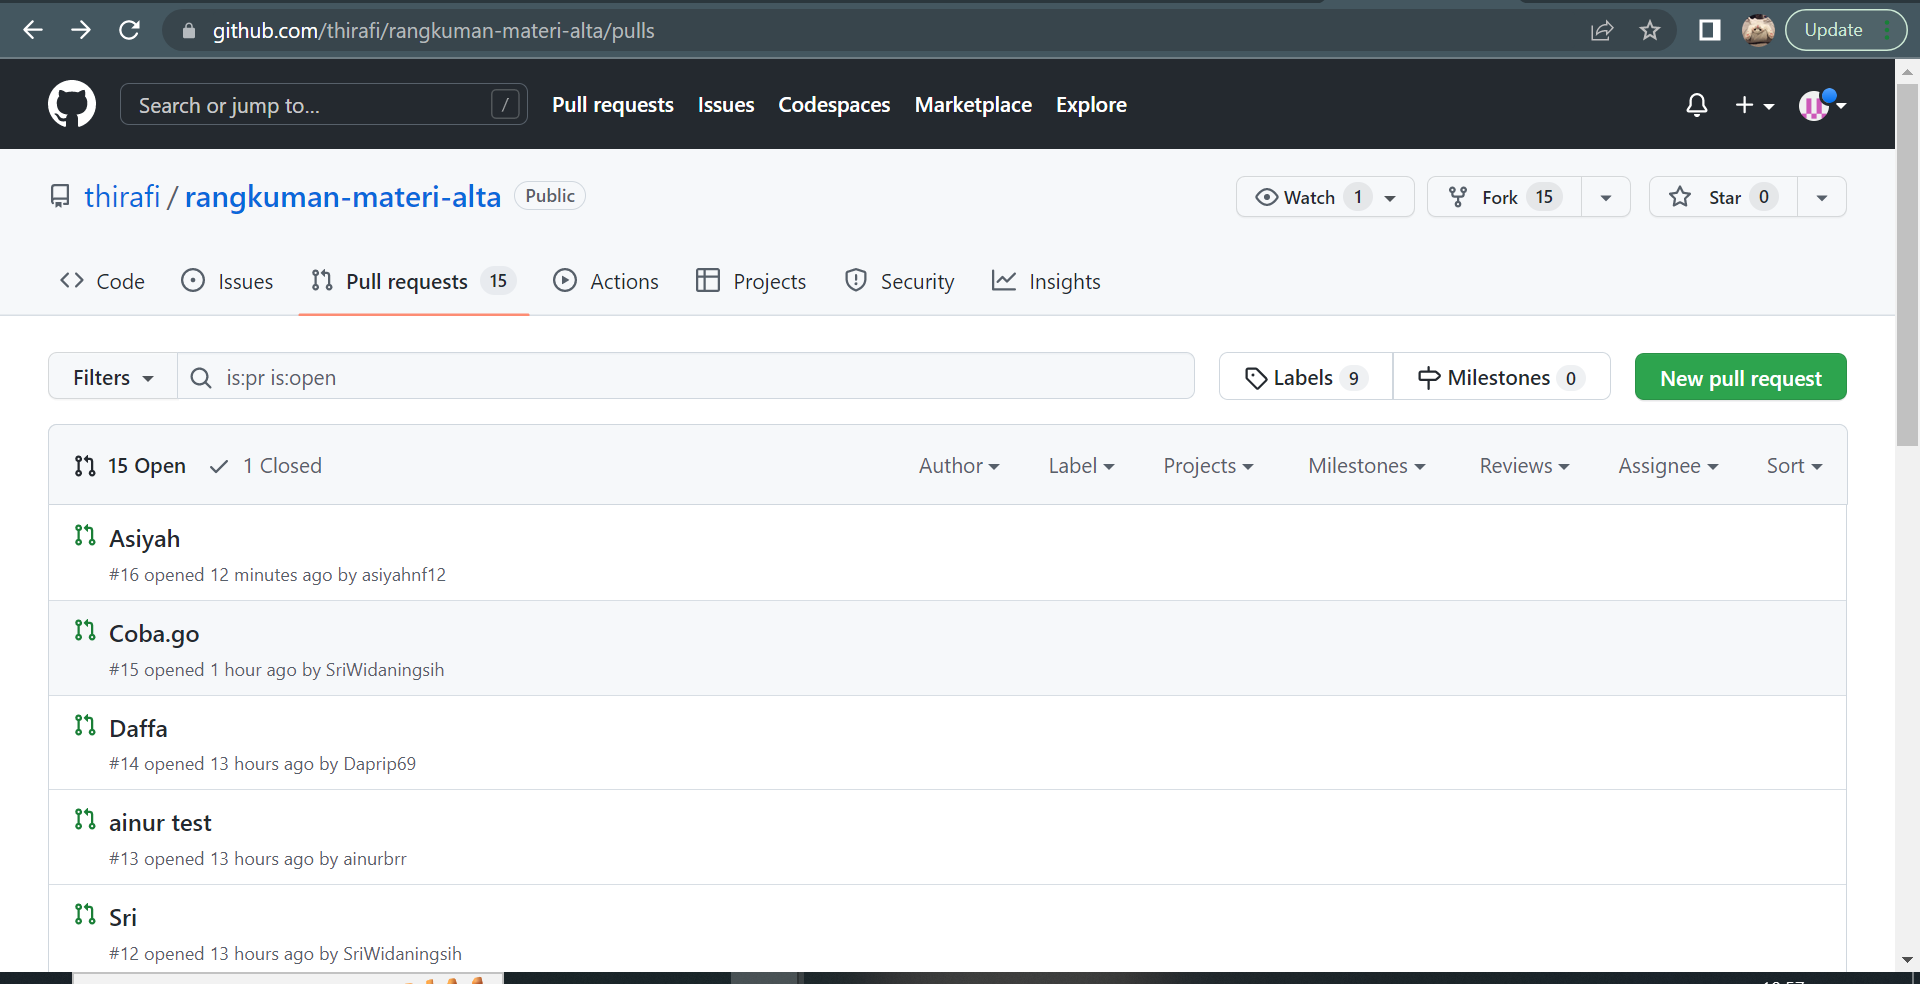 github.com/thirafi/rangkuman-materi-alta/pulls
Update
Search or jump to... /
Pull requests Issues Codespaces Marketplace Explore
thirafi / rangkuman-materi-alta Public
Watch 1 Fork 15 Star 0
Code Issues Pull requests 15 Actions Projects Security Insights
Filters is:pr is:open Labels 9 Milestones 0 New pull request
15 Open 1 Closed Author Label Projects Milestones Reviews Assignee Sort
Asiyah
#16 opened 12 minutes ago by asiyahnf12
Coba.go
#15 opened 1 hour ago by SriWidaningsih
Daffa
#14 opened 13 hours ago by Daprip69
ainur test
#13 opened 13 hours ago by ainurbrr
Sri
#12 opened 13 hours ago by SriWidaningsih